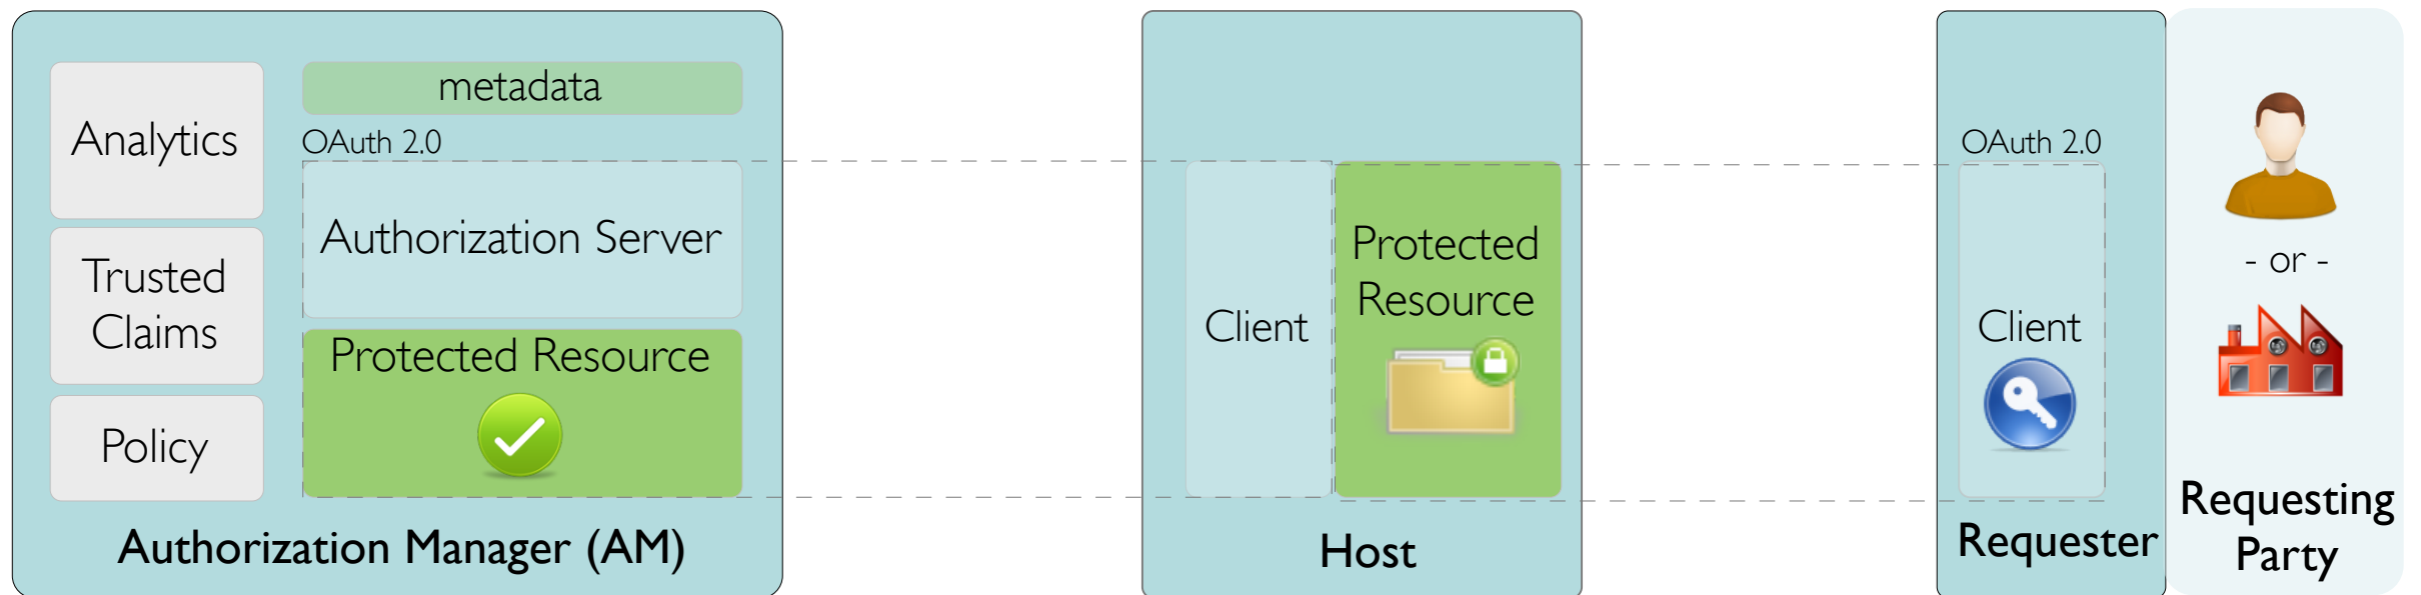 Analytics
Trusted
Claims
Policy
metadata
OAuth 2.0
Authorization Server
Protected Resource
Authorization Manager (AM)
Client
Protected
Resource
Host
OAuth 2.0
Client
Requester
- or -
Requesting
Party